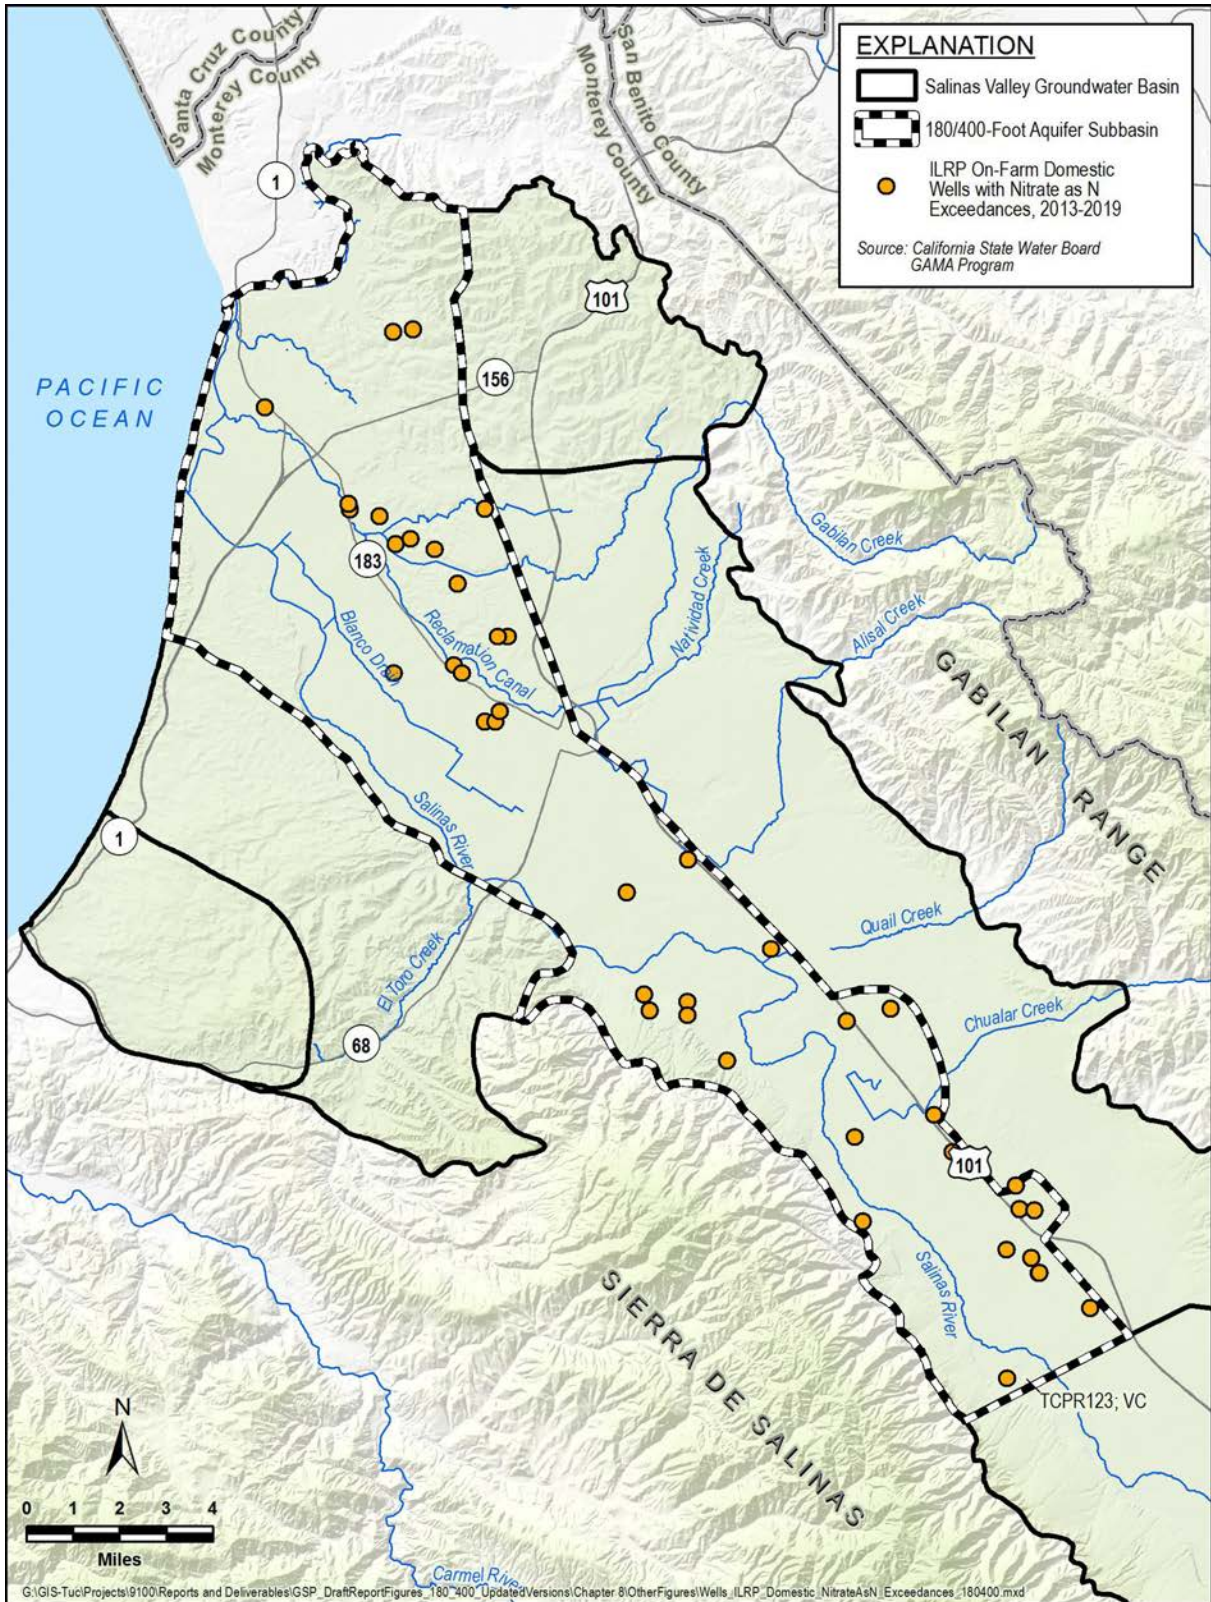 Santa Cruz County
Monterey County
San Benito County
Monterey County
EXPLANATION
Salinas Valley Groundwater Basin
180/400-Foot Aquifer Subbasin
ILRP On-Farm Domestic
Wells with Nitrate as N
Exceedances, 2013-2019
Source: California State Water Board
GAMA Program
1
101
156
PACIFIC
OCEAN
183
Gabilan Creek
Natividad Creek
Alisal Creek
Blanco Drain
Reclamation Canal
GABILAN RANGE
Salinas River
1
Quail Creek
El Toro Creek
Chualar Creek
68
101
Salinas River
SIERRA DE SALINAS
TCPR123; VC
N
0 1 2 3 4
Miles
Carmel River
G:\GIS-Tuc\Projects\9100\Reports and Deliverables\GSP_DraftReportFigures_180_400_UpdatedVersions\Chapter 8\OtherFigures\Wells_ILRP_Domestic_NitrateAsN_Exceedances_180400.mxd